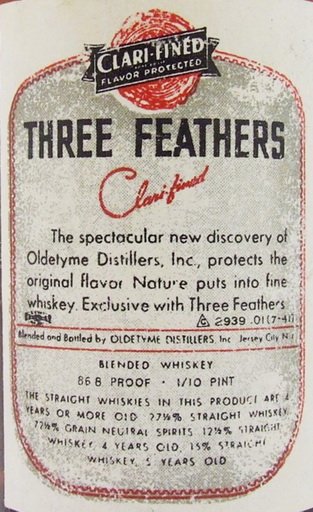 CLARI-FINED
FLAVOR PROTECTED
THREE FEATHERS
Clari-fined
The spectacular new discovery of
Oldetyme Distillers, Inc., protects the
original flavor Nature puts into fine
whiskey. Exclusive with Three Feathers
2939 .01(7-41)
Blended and Bottled by OLDETYME DISTILLERS Inc Jersey City N.J.
BLENDED WHISKEY
86.8 PROOF · 1/10 PINT
THE STRAIGHT WHISKIES IN THIS PRODUCT ARE 4
YEARS OR MORE OLD 27½% STRAIGHT WHISKEY
72½% GRAIN NEUTRAL SPIRITS 12½% STRAIGHT
WHISKEY 4 YEARS OLD, 15% STRAIGHT
WHISKEY, 5 YEARS OLD